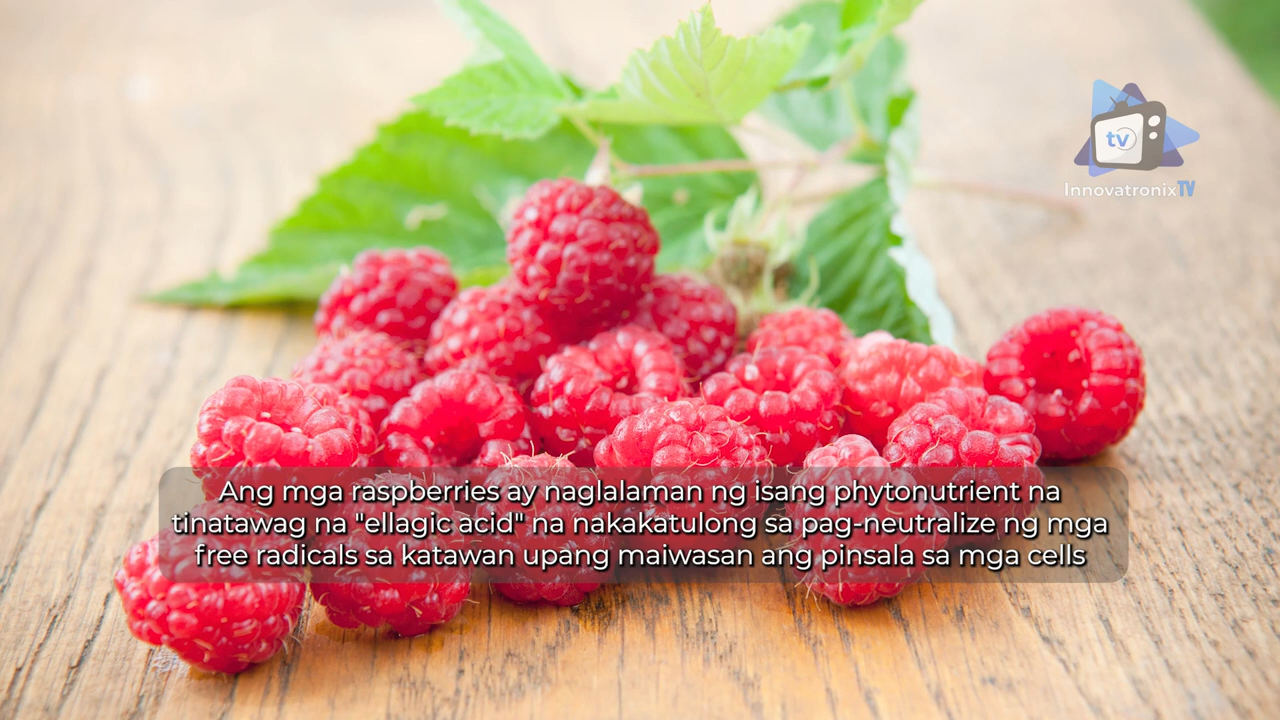 tv
InnovatronixTV
Ang mga raspberries ay naglalaman ng isang phytonutrient na
tinatawag na "ellagic acid" na nakakatulong sa pag-neutralize ng mga
free radicals sa katawan upang maiwasan ang pinsala sa mga cells